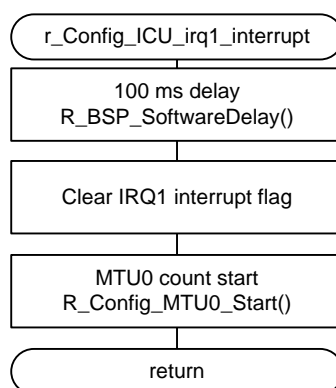 r_Config_ICU_irq1_interrupt
100 ms delay
R_BSP_SoftwareDelay()
Clear IRQ1 interrupt flag
MTU0 count start
R_Config_MTU0_Start()
return